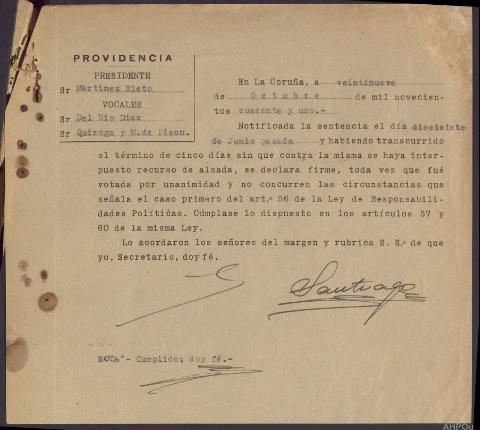 PROVIDENCIA
PRESIDENTE
Sr Martinez Nieto
VOCALES
Sr Del Rio Diaz
Sr Quiroga y M. de Pison.
En La Coruña, a veintinueve
de Octubre de mil novecien-
tos cuarenta y uno.-
Notificada la sentencia el día diecisiete
de Junio pasado y habiendo transcurrido
el término de cinco días sin que contra la misma se haya inter-
puesto recurso de alsada, se declara firme, toda vez que fué
votada por unanimidad y no concurren las circunstancias que
señala el caso primero del art.º 56 de la Ley de Responsabili-
dades Políticas. Cúmplase lo dispuesto en los artículos 57 y
60 de la misma Ley.
Lo acordaron los señores del margen y rubrica S. S.ª de que
yo, Secretario, doy fé.
Santiago
NOTAª- Cumplido; doy fé.-
AHPOu